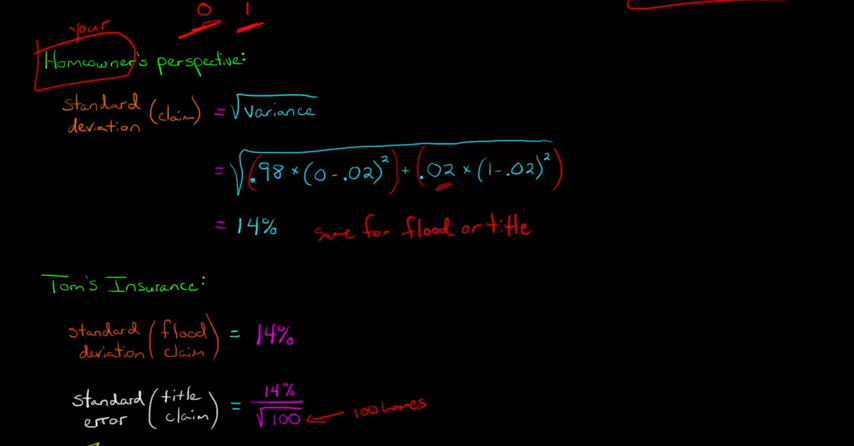 0 1
your
Homeowner's perspective:
standard deviation (claim) = √variance
= √(.98 × (0 - .02)²) + (.02 × (1 - .02)²)
= 14% same for flood or title
Tom's Insurance:
standard deviation (flood claim) = 14%
standard error (title claim) = 14% / √100 ← 100 homes